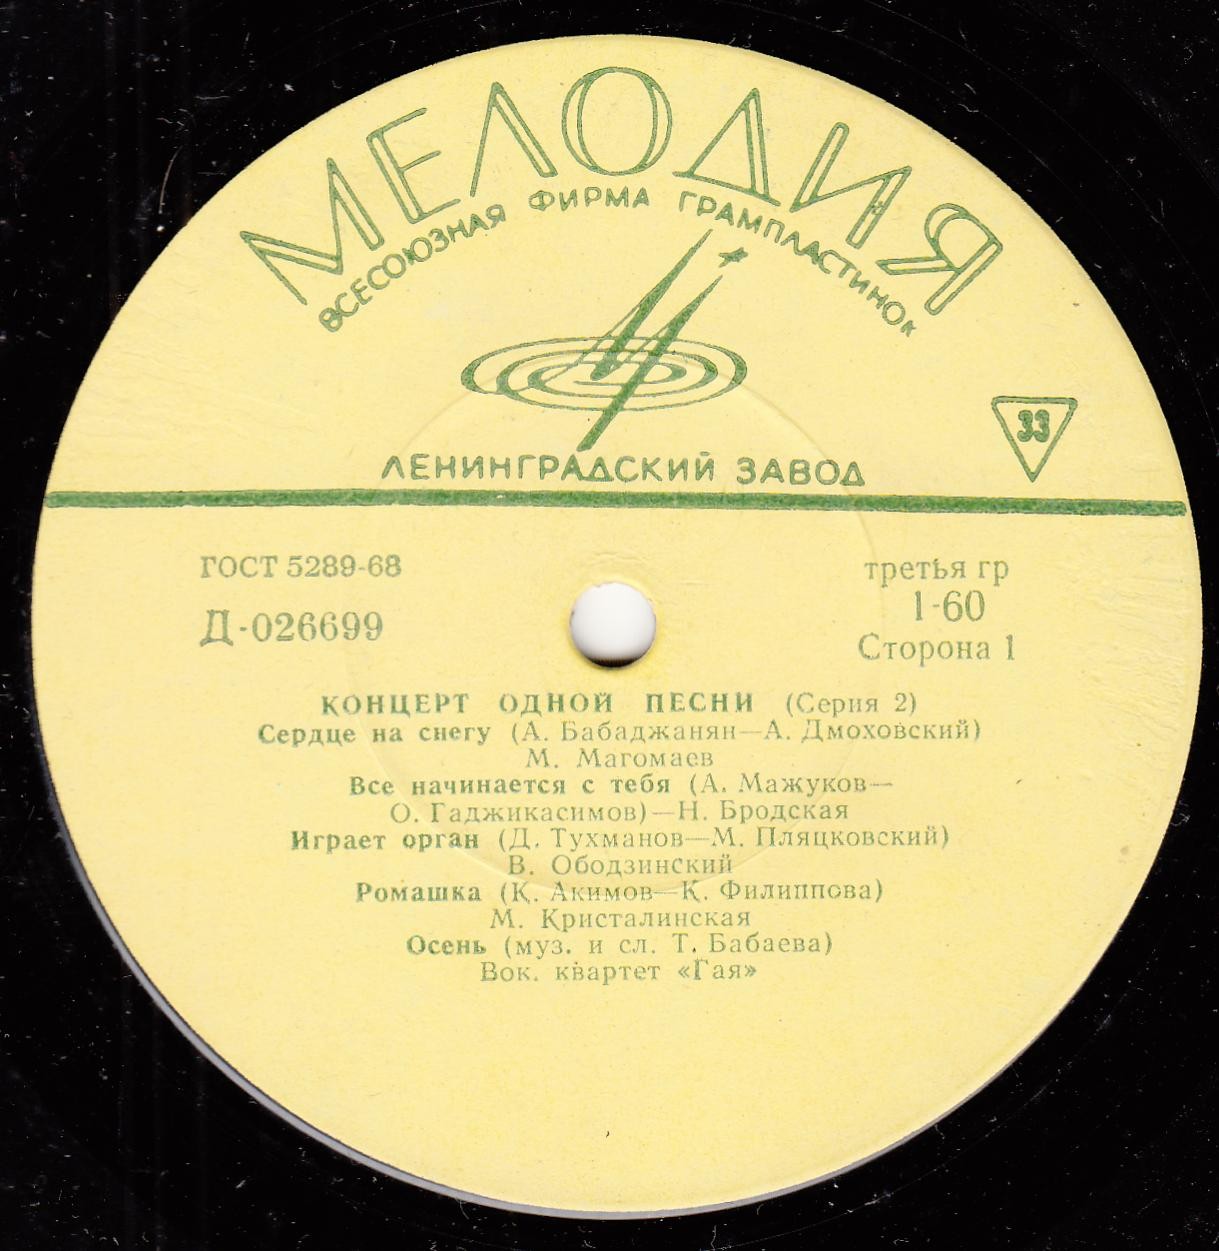 МЕЛОДИЯ
ВСЕСОЮЗНАЯ ФИРМА ГРАМПЛАСТИНОК
33
ЛЕНИНГРАДСКИЙ ЗАВОД
ГОСТ 5289-68
третья гр
Д-026699
1-60
Сторона 1
КОНЦЕРТ ОДНОЙ ПЕСНИ (Серия 2)
Сердце на снегу (А. Бабаджанян—А. Дмоховский)
М. Магомаев
Все начинается с тебя (А. Мажуков—
О. Гаджикасимов)—Н. Бродская
Играет орган (Д. Тухманов—М. Пляцковский)
В. Ободзинский
Ромашка (К. Акимов—К. Филиппова)
М. Кристалинская
Осень (муз. и сл. Т. Бабаева)
Вок. квартет «Гая»